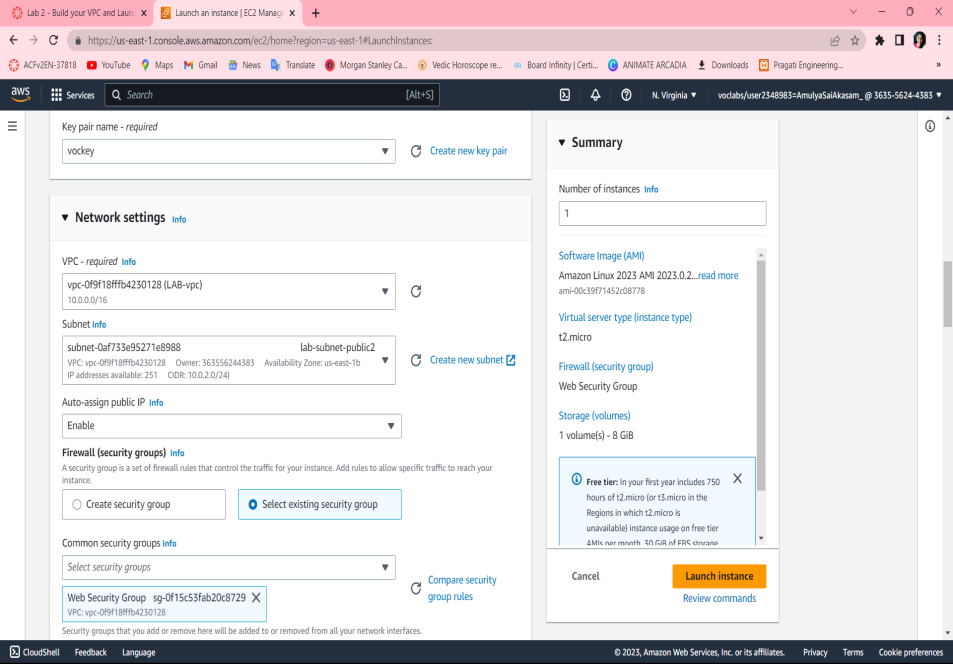 Lab 2 - Build your VPC and Laun
Launch an instance | EC2 Manag
https://us-east-1.console.aws.amazon.com/ec2/home?region=us-east-1#LaunchInstances:
ACFv2EN-37818
YouTube
Maps
Gmail
News
Translate
Morgan Stanley Ca...
Vedic Horoscope re...
Board Infinity | Certi...
ANIMATE ARCADIA
Downloads
Pragati Engineering...
»
aws
Services
Search
[Alt+S]
N. Virginia
voclabs/user2348983=AmulyaSaiAkasam_ @ 3635-5624-4383
Key pair name - required
vockey
Create new key pair
Network settings Info
VPC - required Info
vpc-0f9f18fffb4230128 (LAB-vpc)
10.0.0.0/16
Subnet Info
subnet-0af733e95271e8988 lab-subnet-public2
VPC: vpc-0f9f18fffb4230128 Owner: 363556244383 Availability Zone: us-east-1b
IP addresses available: 251 CIDR: 10.0.2.0/24)
Create new subnet
Auto-assign public IP Info
Enable
Firewall (security groups) Info
A security group is a set of firewall rules that control the traffic for your instance. Add rules to allow specific traffic to reach your
instance.
Create security group
Select existing security group
Common security groups Info
Select security groups
Web Security Group sg-0f15c53fab20c8729
VPC: vpc-0f9f18fffb4230128
Compare security
group rules
Security groups that you add or remove here will be added to or removed from all your network interfaces.
Summary
Number of instances Info
1
Software Image (AMI)
Amazon Linux 2023 AMI 2023.0.2...read more
ami-00c39f71452c08778
Virtual server type (instance type)
t2.micro
Firewall (security group)
Web Security Group
Storage (volumes)
1 volume(s) - 8 GiB
Free tier: In your first year includes 750
hours of t2.micro (or t3.micro in the
Regions in which t2.micro is
unavailable) instance usage on free tier
AMIs per month, 30 GiB of EBS storage
Cancel
Launch instance
Review commands
CloudShell
Feedback
Language
© 2023, Amazon Web Services, Inc. or its affiliates.
Privacy
Terms
Cookie preferences